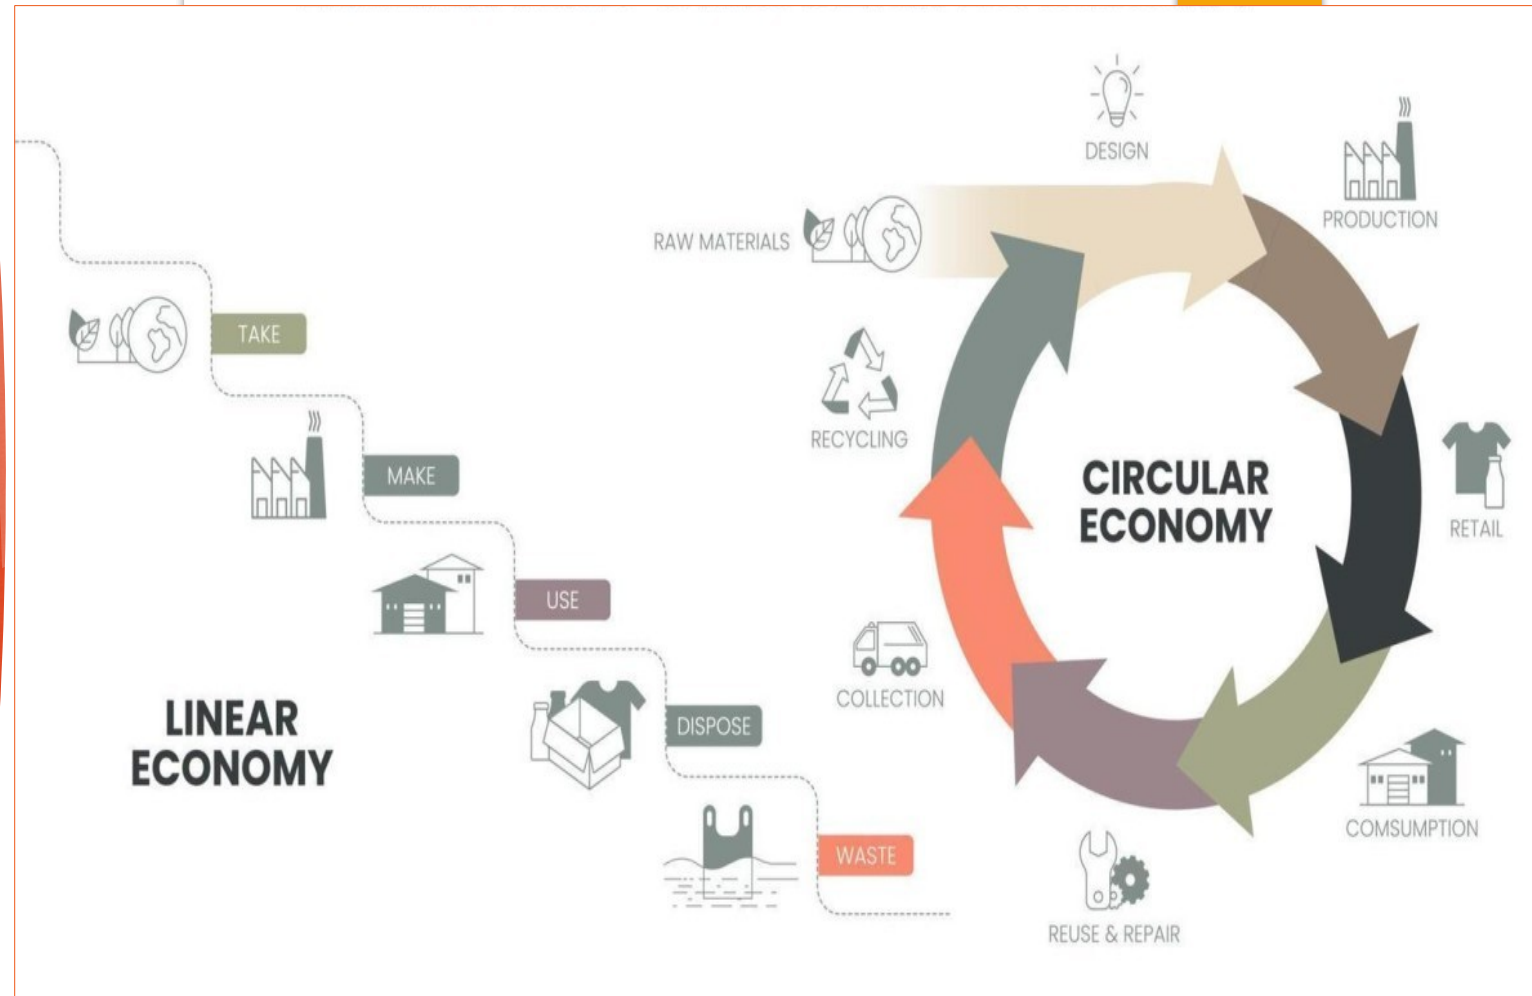 TAKE
MAKE
USE
DISPOSE
WASTE
LINEAR
ECONOMY
RAW MATERIALS
DESIGN
PRODUCTION
RETAIL
COMSUMPTION
REUSE & REPAIR
COLLECTION
RECYCLING
CIRCULAR
ECONOMY